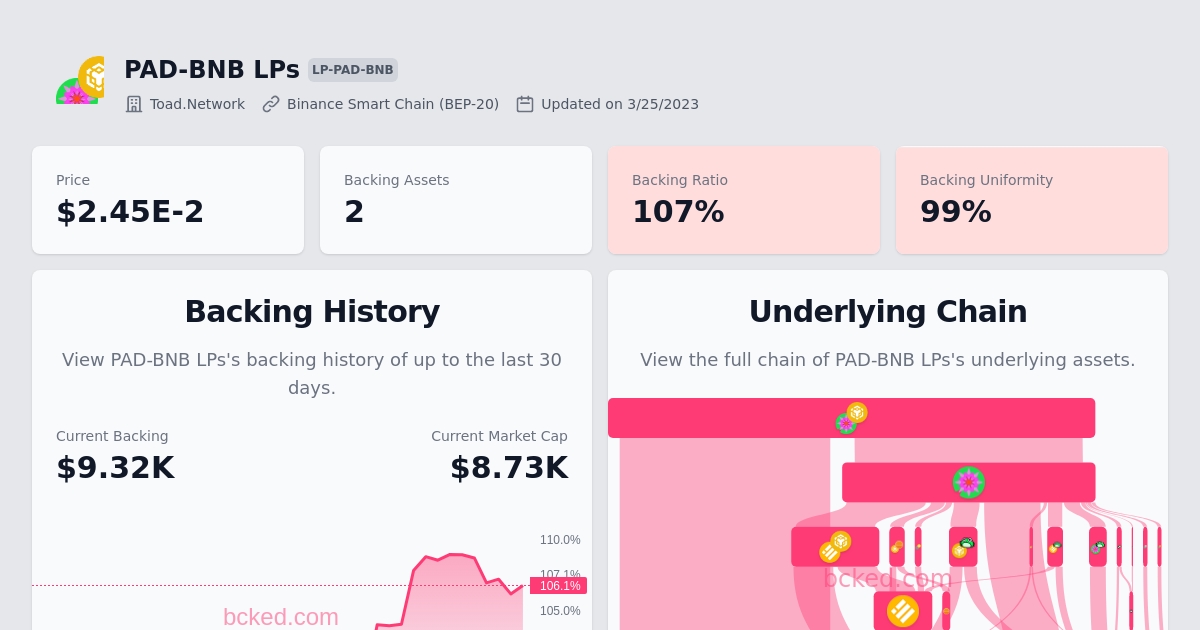 PAD-BNB LPs LP-PAD-BNB
Toad.Network Binance Smart Chain (BEP-20) Updated on 3/25/2023
Price
$2.45E-2
Backing Assets
2
Backing Ratio
107%
Backing Uniformity
99%
Backing History
View PAD-BNB LPs's backing history of up to the last 30
days.
Current Backing
$9.32K
Current Market Cap
$8.73K
110.0%
107.1%
106.1%
105.0%
bcked.com
Underlying Chain
View the full chain of PAD-BNB LPs's underlying assets.
bcked.com